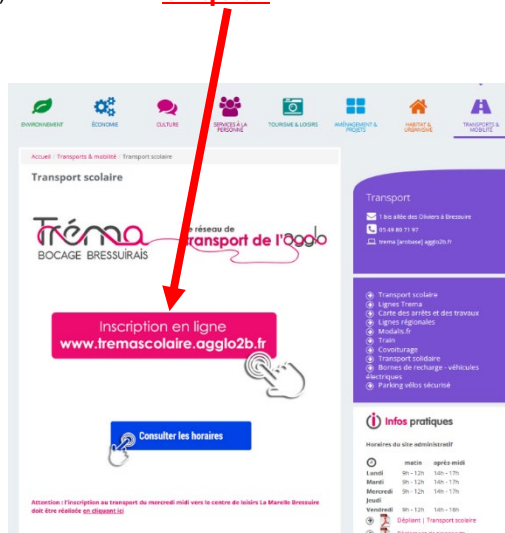 ENVIRONNEMENT
ÉCONOMIE
CULTURE
SERVICES À LA PERSONNE
TOURISME & LOISIRS
AMÉNAGEMENT & PROJETS
HABITAT & URBANISME
TRANSPORTS & MOBILITÉ
Accueil / Transports & mobilité / Transport scolaire
Transport scolaire
Tréma
BOCAGE BRESSUIRAIS
le réseau de
transport de l'agglo
Inscription en ligne
www.tremascolaire.agglo2b.fr
Consulter les horaires
Attention : l'inscription au transport du mercredi midi vers le centre de loisirs La Marelle Bressuire
doit être réalisée en cliquant ici
Transport
1 bis allée des Oliviers à Bressuire
05 49 80 71 97
trema [arobase] agglo2b.fr
Transport scolaire
Lignes Trema
Carte des arrêts et des travaux
Lignes régionales
Modalis.fr
Train
Covoiturage
Transport solidaire
Bornes de recharge - véhicules
électriques
Parking vélos sécurisé
Infos pratiques
Horaires du site administratif
matin après-midi
Lundi 9h - 12h 14h - 17h
Mardi 9h - 12h 14h - 17h
Mercredi 9h - 12h 14h - 17h
Jeudi
Vendredi 9h - 12h 14h - 16h
Dépliant | Transport scolaire